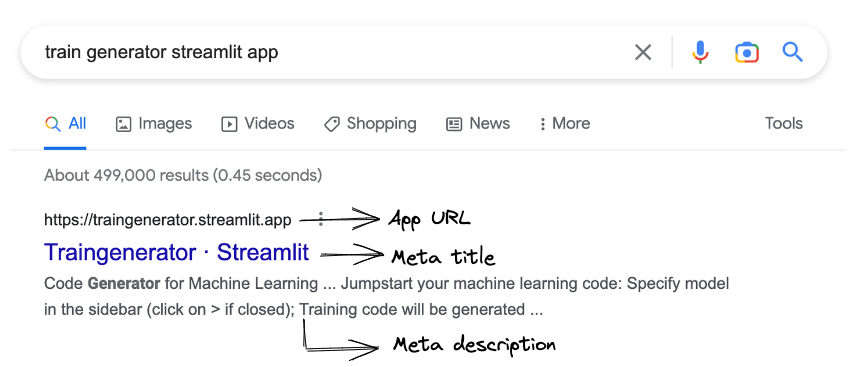 train generator streamlit app
All Images Videos Shopping News More Tools
About 499,000 results (0.45 seconds)
https://traingenerator.streamlit.app App URL
Traingenerator · Streamlit Meta title
Code Generator for Machine Learning ... Jumpstart your machine learning code: Specify model
in the sidebar (click on > if closed); Training code will be generated ...
Meta description